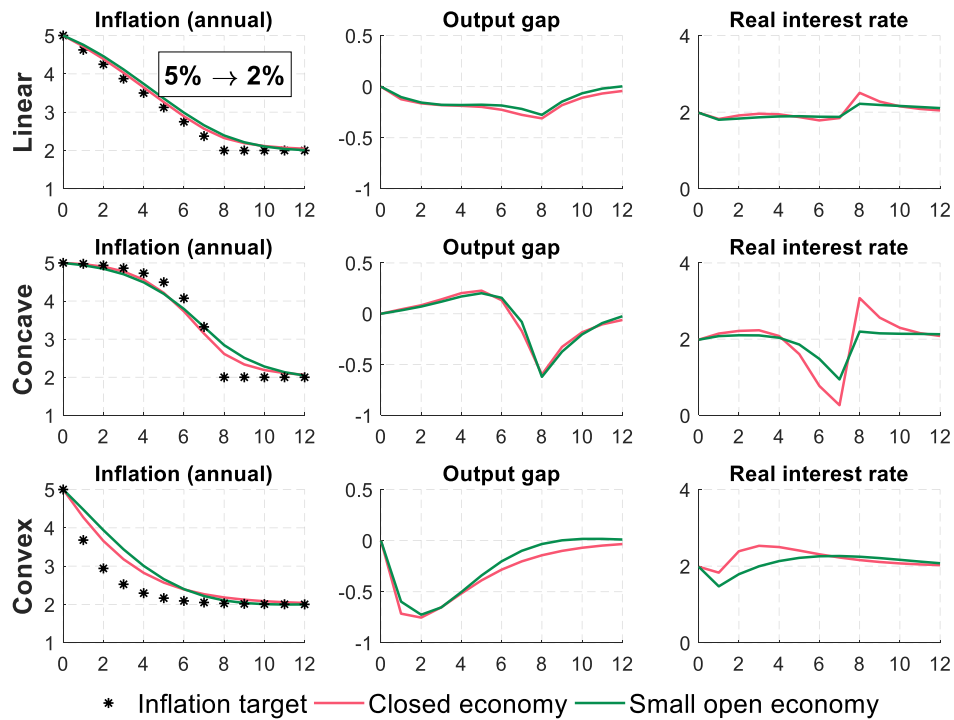 Inflation (annual) Output gap Real interest rate
Linear
5% → 2%
5 4 3 2 1
0 2 4 6 8 10 12
0.5 0 -0.5 -1
0 2 4 6 8 10 12
4 2 0
0 2 4 6 8 10 12
Inflation (annual) Output gap Real interest rate
Concave
5 4 3 2 1
0 2 4 6 8 10 12
0.5 0 -0.5 -1
0 2 4 6 8 10 12
4 2 0
0 2 4 6 8 10 12
Inflation (annual) Output gap Real interest rate
Convex
5 4 3 2 1
0 2 4 6 8 10 12
0.5 0 -0.5 -1
0 2 4 6 8 10 12
4 2 0
0 2 4 6 8 10 12
Inflation target Closed economy Small open economy